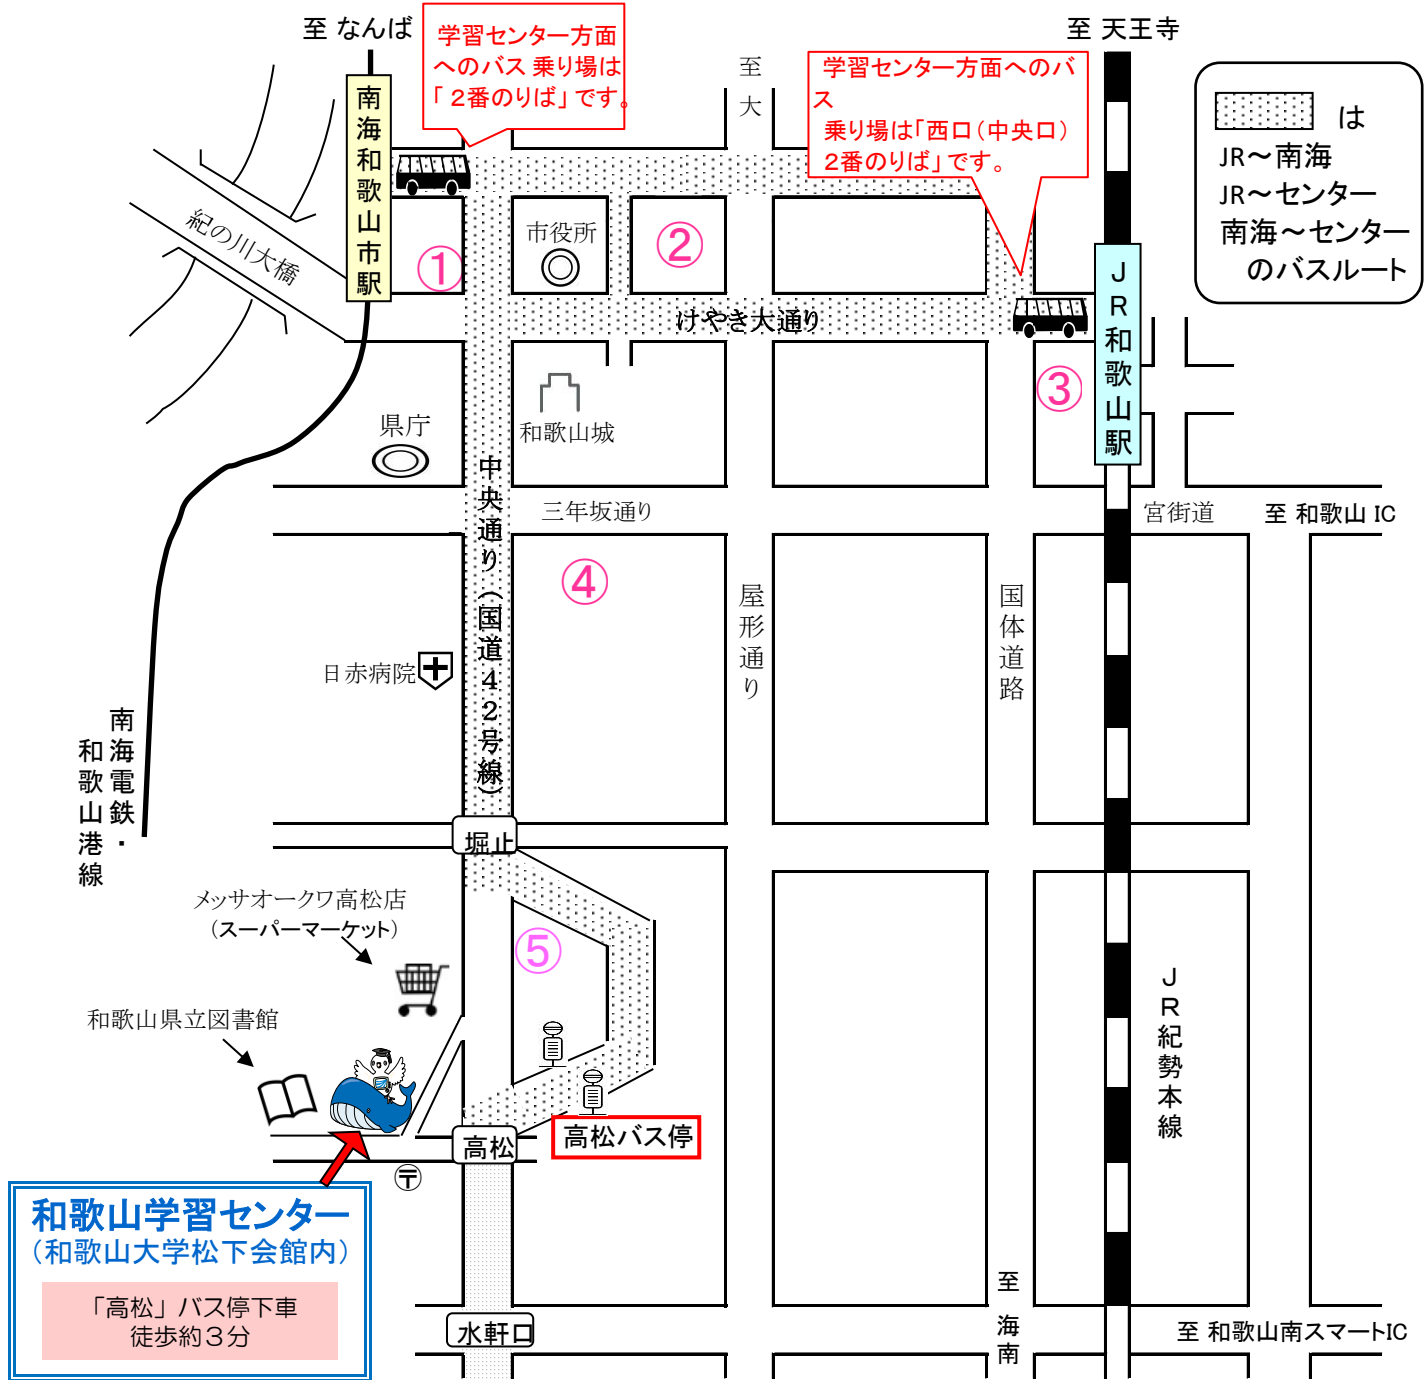 至 なんば
学習センター方面
へのバス 乗り場は
「２番のりば」です。
至 大
学習センター方面へのバ
ス
乗り場は「西口（中央口）
２番のりば」です。
至 天王寺
は
JR～南海
JR～センター
南海～センター
のバスルート
南海和歌山市駅
紀の川大橋
①
市役所
②
けやき大通り
JR和歌山駅
③
県庁
和歌山城
中央通り（国道４２号線）
三年坂通り
宮街道
至 和歌山 IC
④
屋形通り
国体道路
日赤病院
南海電鉄・
和歌山港線
堀止
メッサオークワ高松店
（スーパーマーケット）
⑤
和歌山県立図書館
JR紀勢本線
高松
高松バス停
〒
和歌山学習センター
（和歌山大学松下会館内）
「高松」バス停下車
徒歩約３分
水軒口
至 海南
至 和歌山南スマートIC